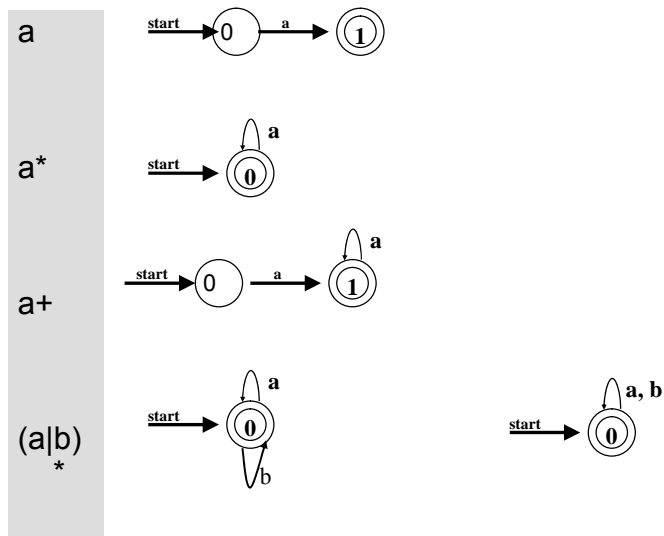 a start 0 a 1
a
a* start 0
a
a+ start 0 a 1
a a, b
(a|b) start 0 start 0
* b